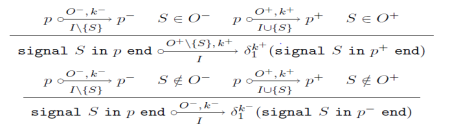 p ⟜^{O⁻, k⁻}_{I\{S}}→ p⁻   S ∈ O⁻   p ⟜^{O⁺, k⁺}_{I∪{S}}→ p⁺   S ∈ O⁺
signal S in p end ⟜^{O⁺\{S}, k⁺}_{I}→ δ₁^{k⁺}(signal S in p⁺ end)
p ⟜^{O⁻, k⁻}_{I\{S}}→ p⁻   S ∉ O⁻   p ⟜^{O⁺, k⁺}_{I∪{S}}→ p⁺   S ∉ O⁺
signal S in p end ⟜^{O⁻, k⁻}_{I}→ δ₁^{k⁻}(signal S in p⁻ end)